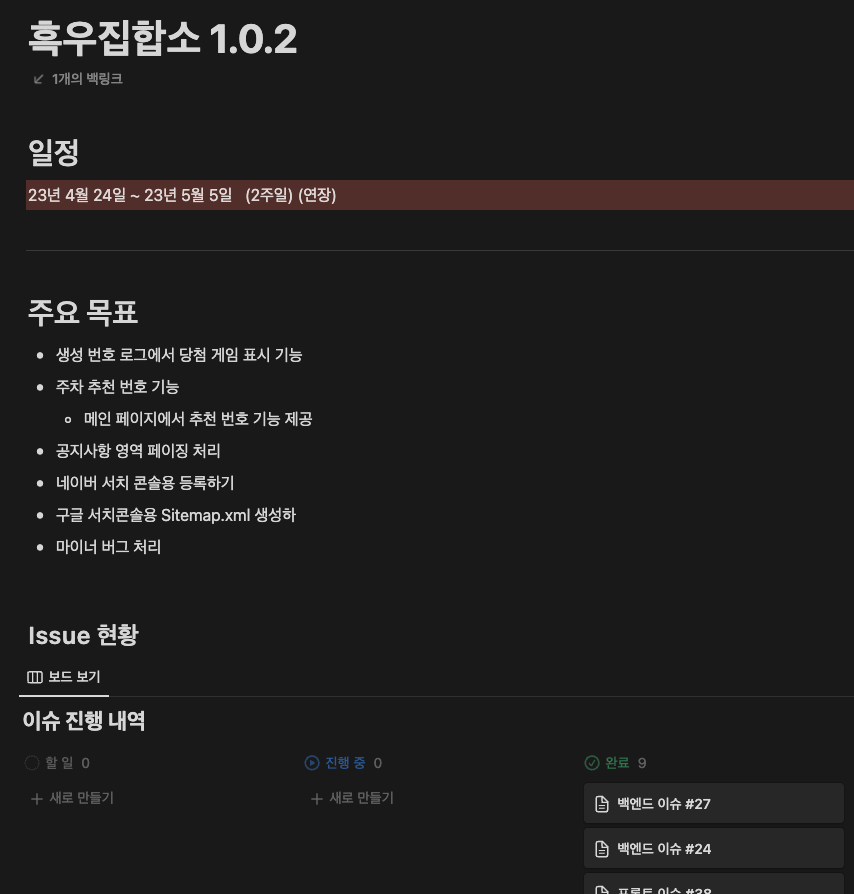 흑우집합소 1.0.2
1개의 백링크
일정
23년 4월 24일 ~ 23년 5월 5일 (2주일) (연장)
주요 목표
생성 번호 로그에서 당첨 게임 표시 기능
주차 추천 번호 기능
메인 페이지에서 추천 번호 기능 제공
공지사항 영역 페이징 처리
네이버 서치 콘솔용 등록하기
구글 서치콘솔용 Sitemap.xml 생성하
마이너 버그 처리
Issue 현황
보드 보기
이슈 진행 내역
할 일 0 진행 중 0 완료 9
새로 만들기 새로 만들기
백엔드 이슈 #27
백엔드 이슈 #24
프론트 이슈 #38